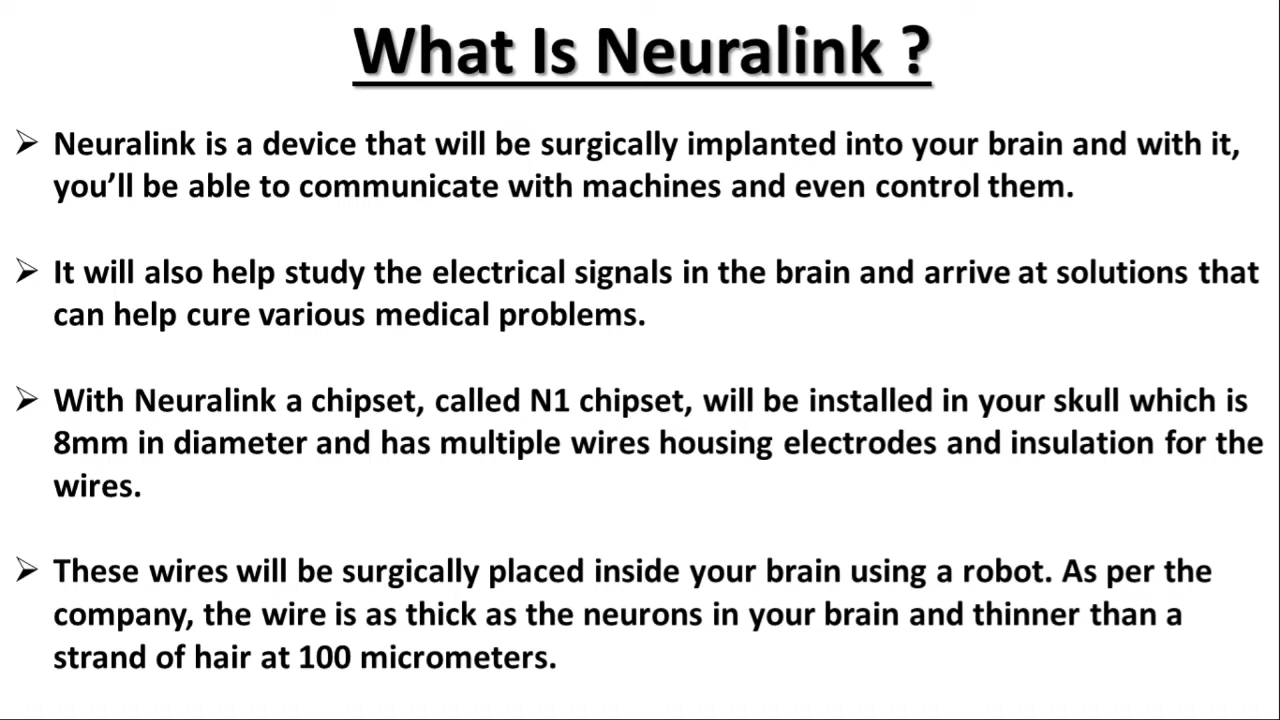 What Is Neuralink ?
➢ Neuralink is a device that will be surgically implanted into your brain and with it,
you’ll be able to communicate with machines and even control them.
➢ It will also help study the electrical signals in the brain and arrive at solutions that
can help cure various medical problems.
➢ With Neuralink a chipset, called N1 chipset, will be installed in your skull which is
8mm in diameter and has multiple wires housing electrodes and insulation for the
wires.
➢ These wires will be surgically placed inside your brain using a robot. As per the
company, the wire is as thick as the neurons in your brain and thinner than a
strand of hair at 100 micrometers.